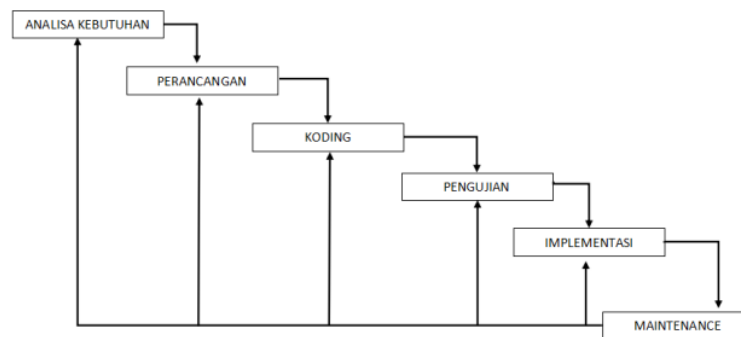 ANALISA KEBUTUHAN
PERANCANGAN
KODING
PENGUJIAN
IMPLEMENTASI
MAINTENANCE